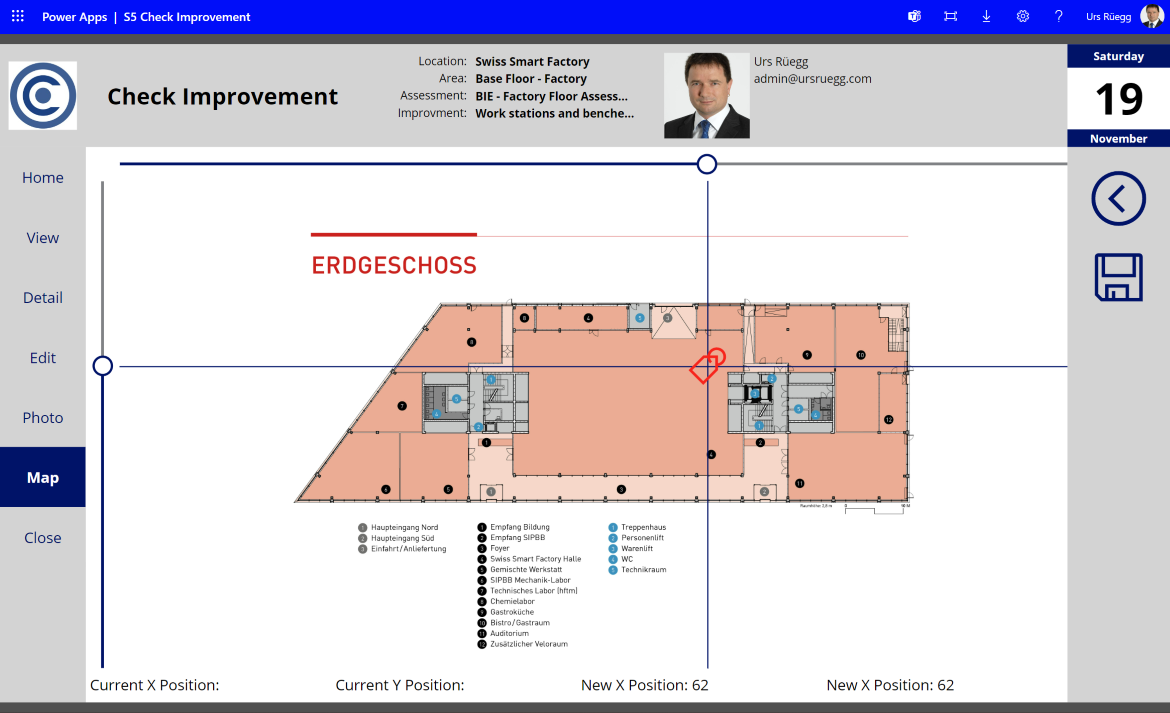 Power Apps | S5 Check Improvement
Urs Rüegg
Check Improvement
Location: Swiss Smart Factory
Area: Base Floor - Factory
Assessment: BIE - Factory Floor Assess...
Improvment: Work stations and benche...
Urs Rüegg
admin@ursruegg.com
Saturday
19
November
Home
View
Detail
Edit
Photo
Map
Close
ERDGESCHOSS
Raumhöhe: 2,8 m
90 M
1 Haupteingang Nord
2 Haupteingang Süd
3 Einfahrt/Anliefertung
1 Empfang Bildung
2 Empfang SIPBB
3 Foyer
4 Swiss Smart Factory Halle
5 Gemischte Werkstatt
6 SIPBB Mechanik-Labor
7 Technisches Labor (hftm)
8 Chemielabor
9 Gastroküche
10 Bistro/Gastraum
11 Auditorium
12 Zusätzlicher Veloraum
1 Treppenhaus
2 Personenlift
3 Warenlift
4 WC
5 Technikraum
Current X Position:
Current Y Position:
New X Position: 62
New X Position: 62